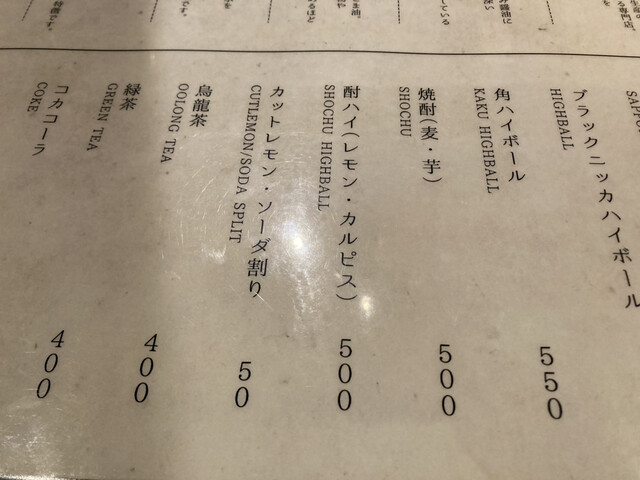 SAPPO
ブラックニッカハイボール
HIGHBALL
角ハイボール
KAKU HIGHBALL
550
焼酎(麦・芋)
SHOCHU
500
酎ハイ(レモン・カルピス)
SHOCHU HIGHBALL
500
カットレモン・ソーダ割り
CUTLEMON/SODA SPLIT
50
烏龍茶
OOLONG TEA
緑茶
GREEN TEA
400
コカコーラ
COKE
400